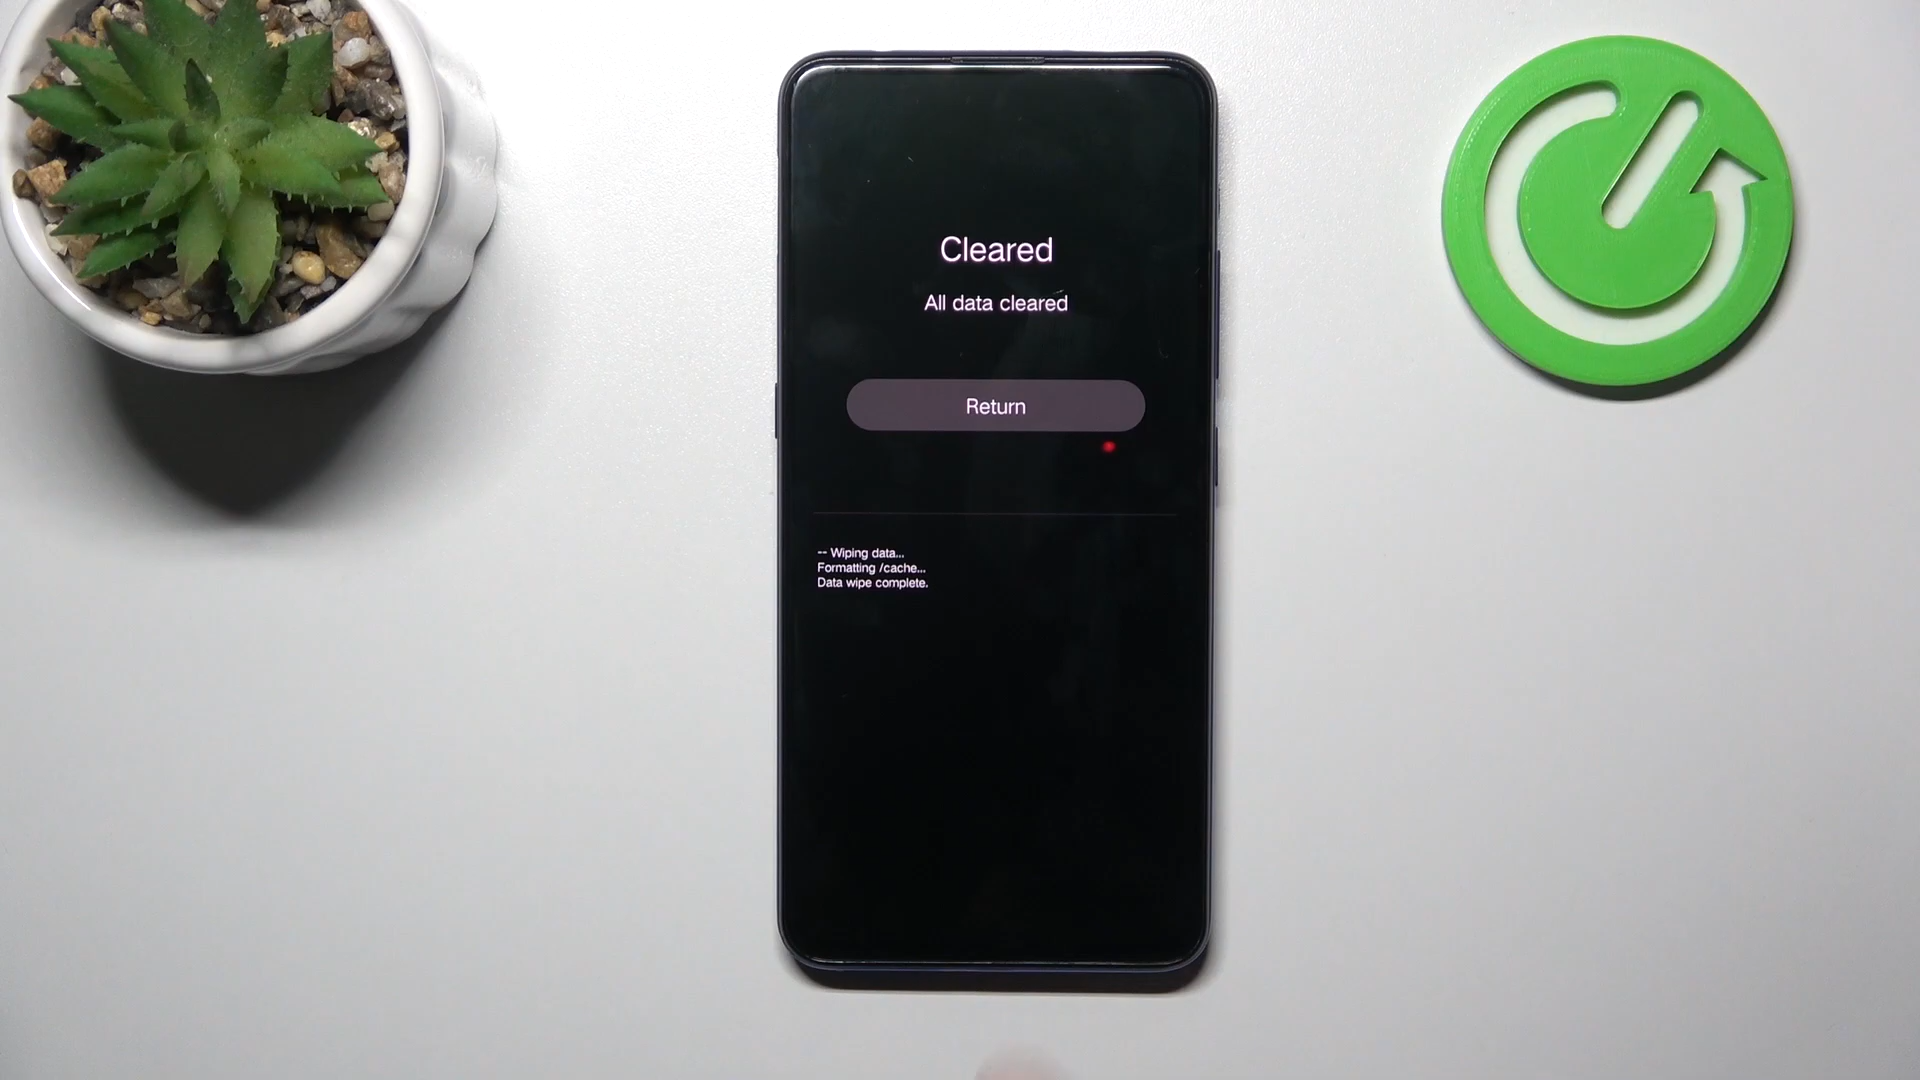 Cleared
All data cleared
Return
-- Wiping data...
Formatting /cache...
Data wipe complete.